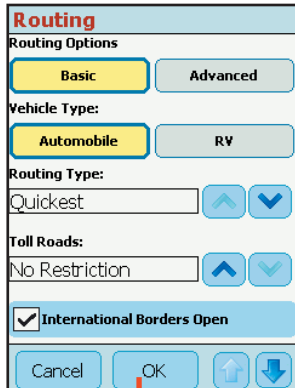 Routing
Routing Options
Basic Advanced
Vehicle Type:
Automobile RV
Routing Type:
Quickest
Toll Roads:
No Restriction
International Borders Open
Cancel OK